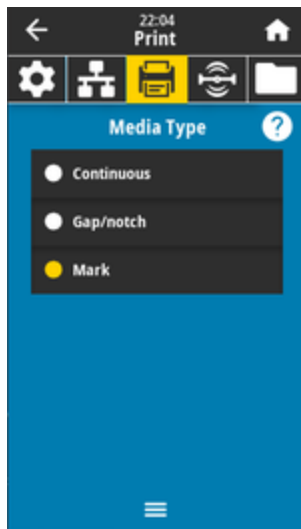 22:04
Print
Media Type
?
Continuous
Gap/notch
Mark